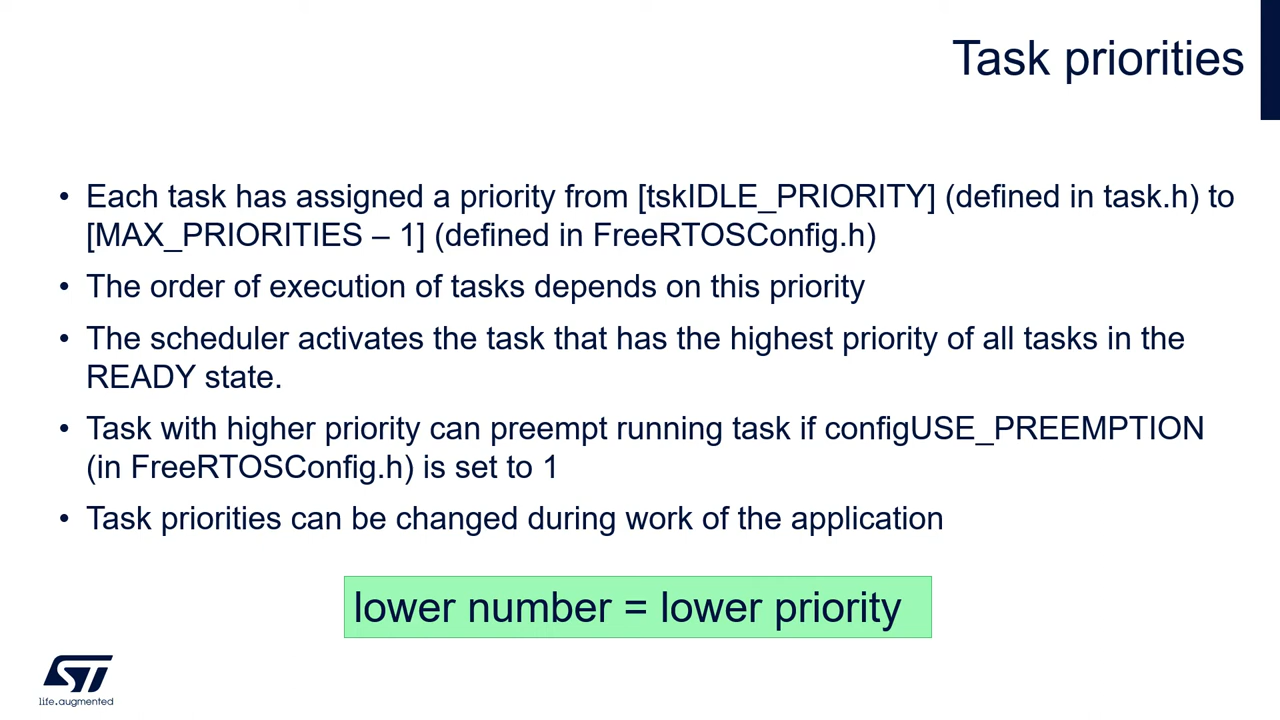 Task priorities
• Each task has assigned a priority from [tskIDLE_PRIORITY] (defined in task.h) to
[MAX_PRIORITIES – 1] (defined in FreeRTOSConfig.h)
• The order of execution of tasks depends on this priority
• The scheduler activates the task that has the highest priority of all tasks in the
READY state.
• Task with higher priority can preempt running task if configUSE_PREEMPTION
(in FreeRTOSConfig.h) is set to 1
• Task priorities can be changed during work of the application
lower number = lower priority
ST
life.augmented